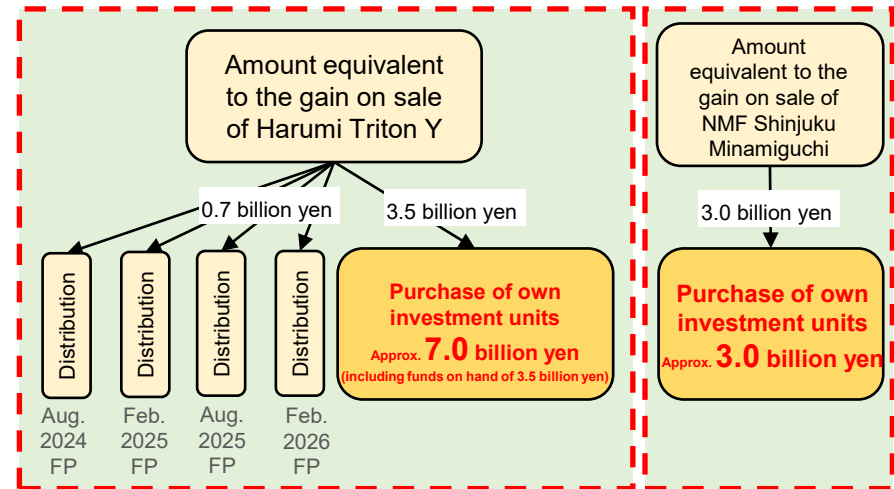 Amount equivalent
to the gain on sale
of Harumi Triton Y
0.7 billion yen
3.5 billion yen
Distribution
Distribution
Distribution
Distribution
Aug.
2024
FP
Feb.
2025
FP
Aug.
2025
FP
Feb.
2026
FP
Purchase of own
investment units
Approx. 7.0 billion yen
(including funds on hand of 3.5 billion yen)
Amount
equivalent to the
gain on sale of
NMF Shinjuku
Minamiguchi
3.0 billion yen
Purchase of own
investment units
Approx. 3.0 billion yen